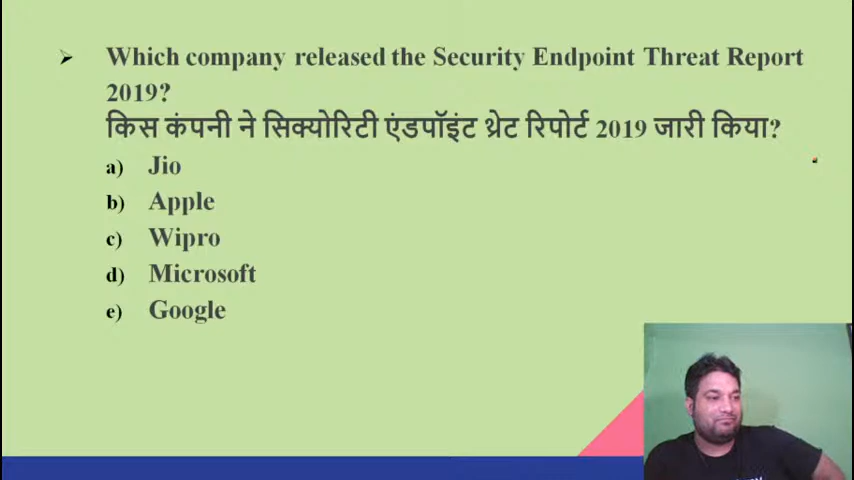 ➢ Which company released the Security Endpoint Threat Report
2019?
किस कंपनी ने सिक्योरिटी एंडपॉइंट थ्रेट रिपोर्ट 2019 जारी किया?
a) Jio
b) Apple
c) Wipro
d) Microsoft
e) Google